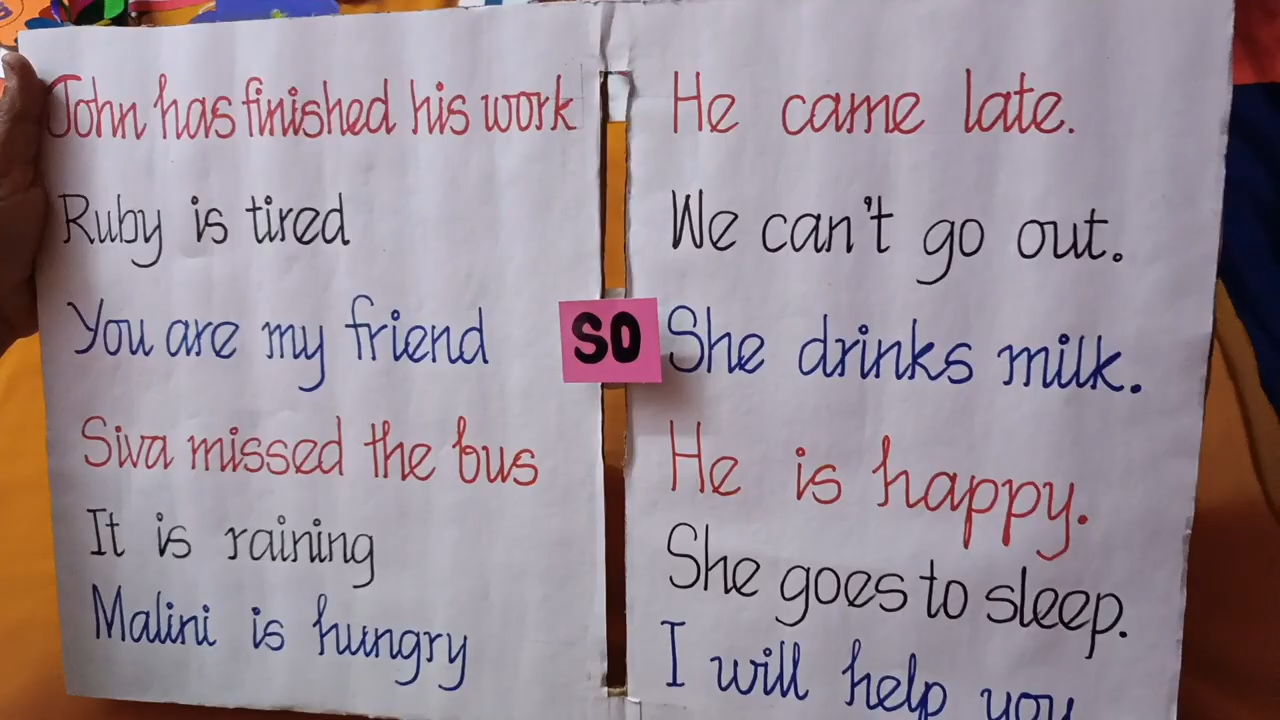 John has finished his work
Ruby is tired
You are my friend
Siva missed the bus
It is raining
Malini is hungry
SO
He came late.
We can't go out.
She drinks milk.
He is happy.
She goes to sleep.
I will help you